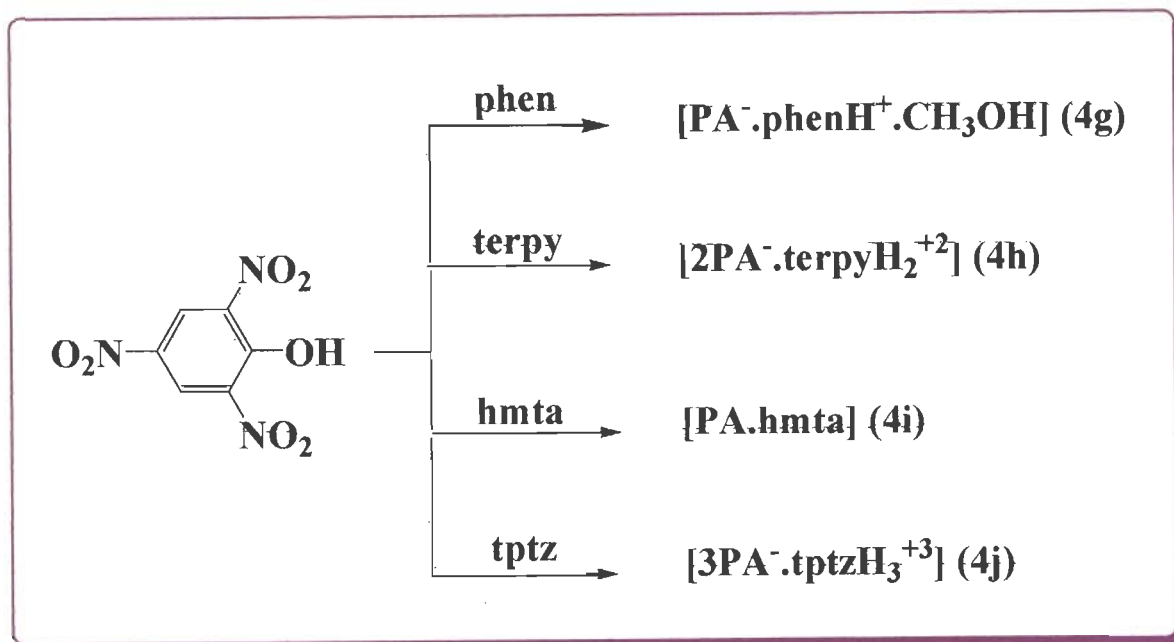 phen
[PA⁻.phenH⁺.CH₃OH] (4g)
terpy
[2PA⁻.terpyH₂⁺²] (4h)
NO₂
O₂N
OH
NO₂
hmta
[PA.hmta] (4i)
tptz
[3PA⁻.tptzH₃⁺³] (4j)